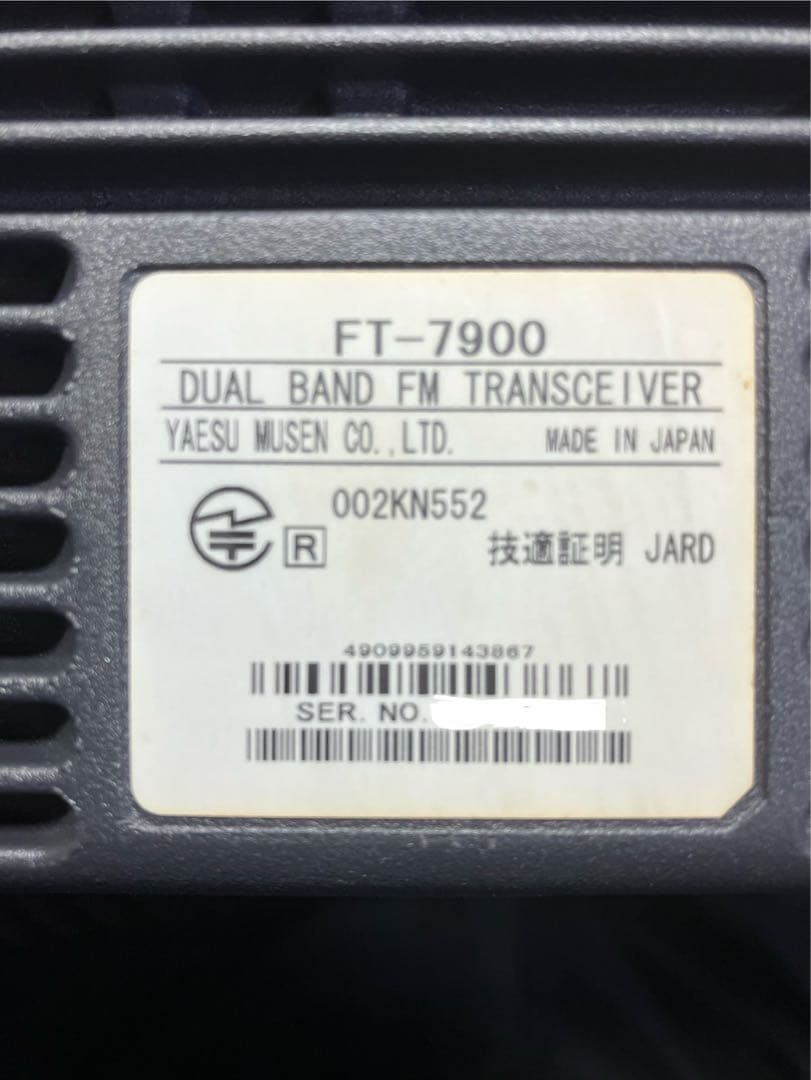 FT-7900
DUAL BAND FM TRANSCEIVER
YAESU MUSEN CO.,LTD. MADE IN JAPAN
002KN552
R
技適証明 JARD
4909959143867
SER. NO.